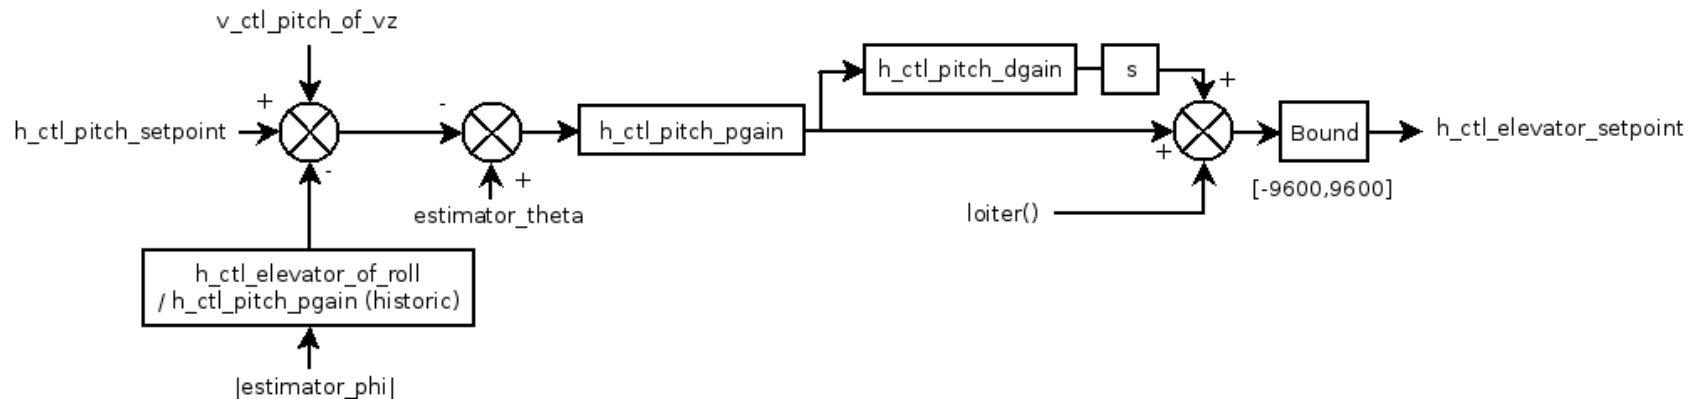 v_ctl_pitch_of_vz
+
h_ctl_pitch_setpoint
-
-
+
estimator_theta
h_ctl_elevator_of_roll
/ h_ctl_pitch_pgain (historic)
|estimator_phi|
h_ctl_pitch_pgain
h_ctl_pitch_dgain
s
+
+
loiter()
Bound
[-9600,9600]
h_ctl_elevator_setpoint